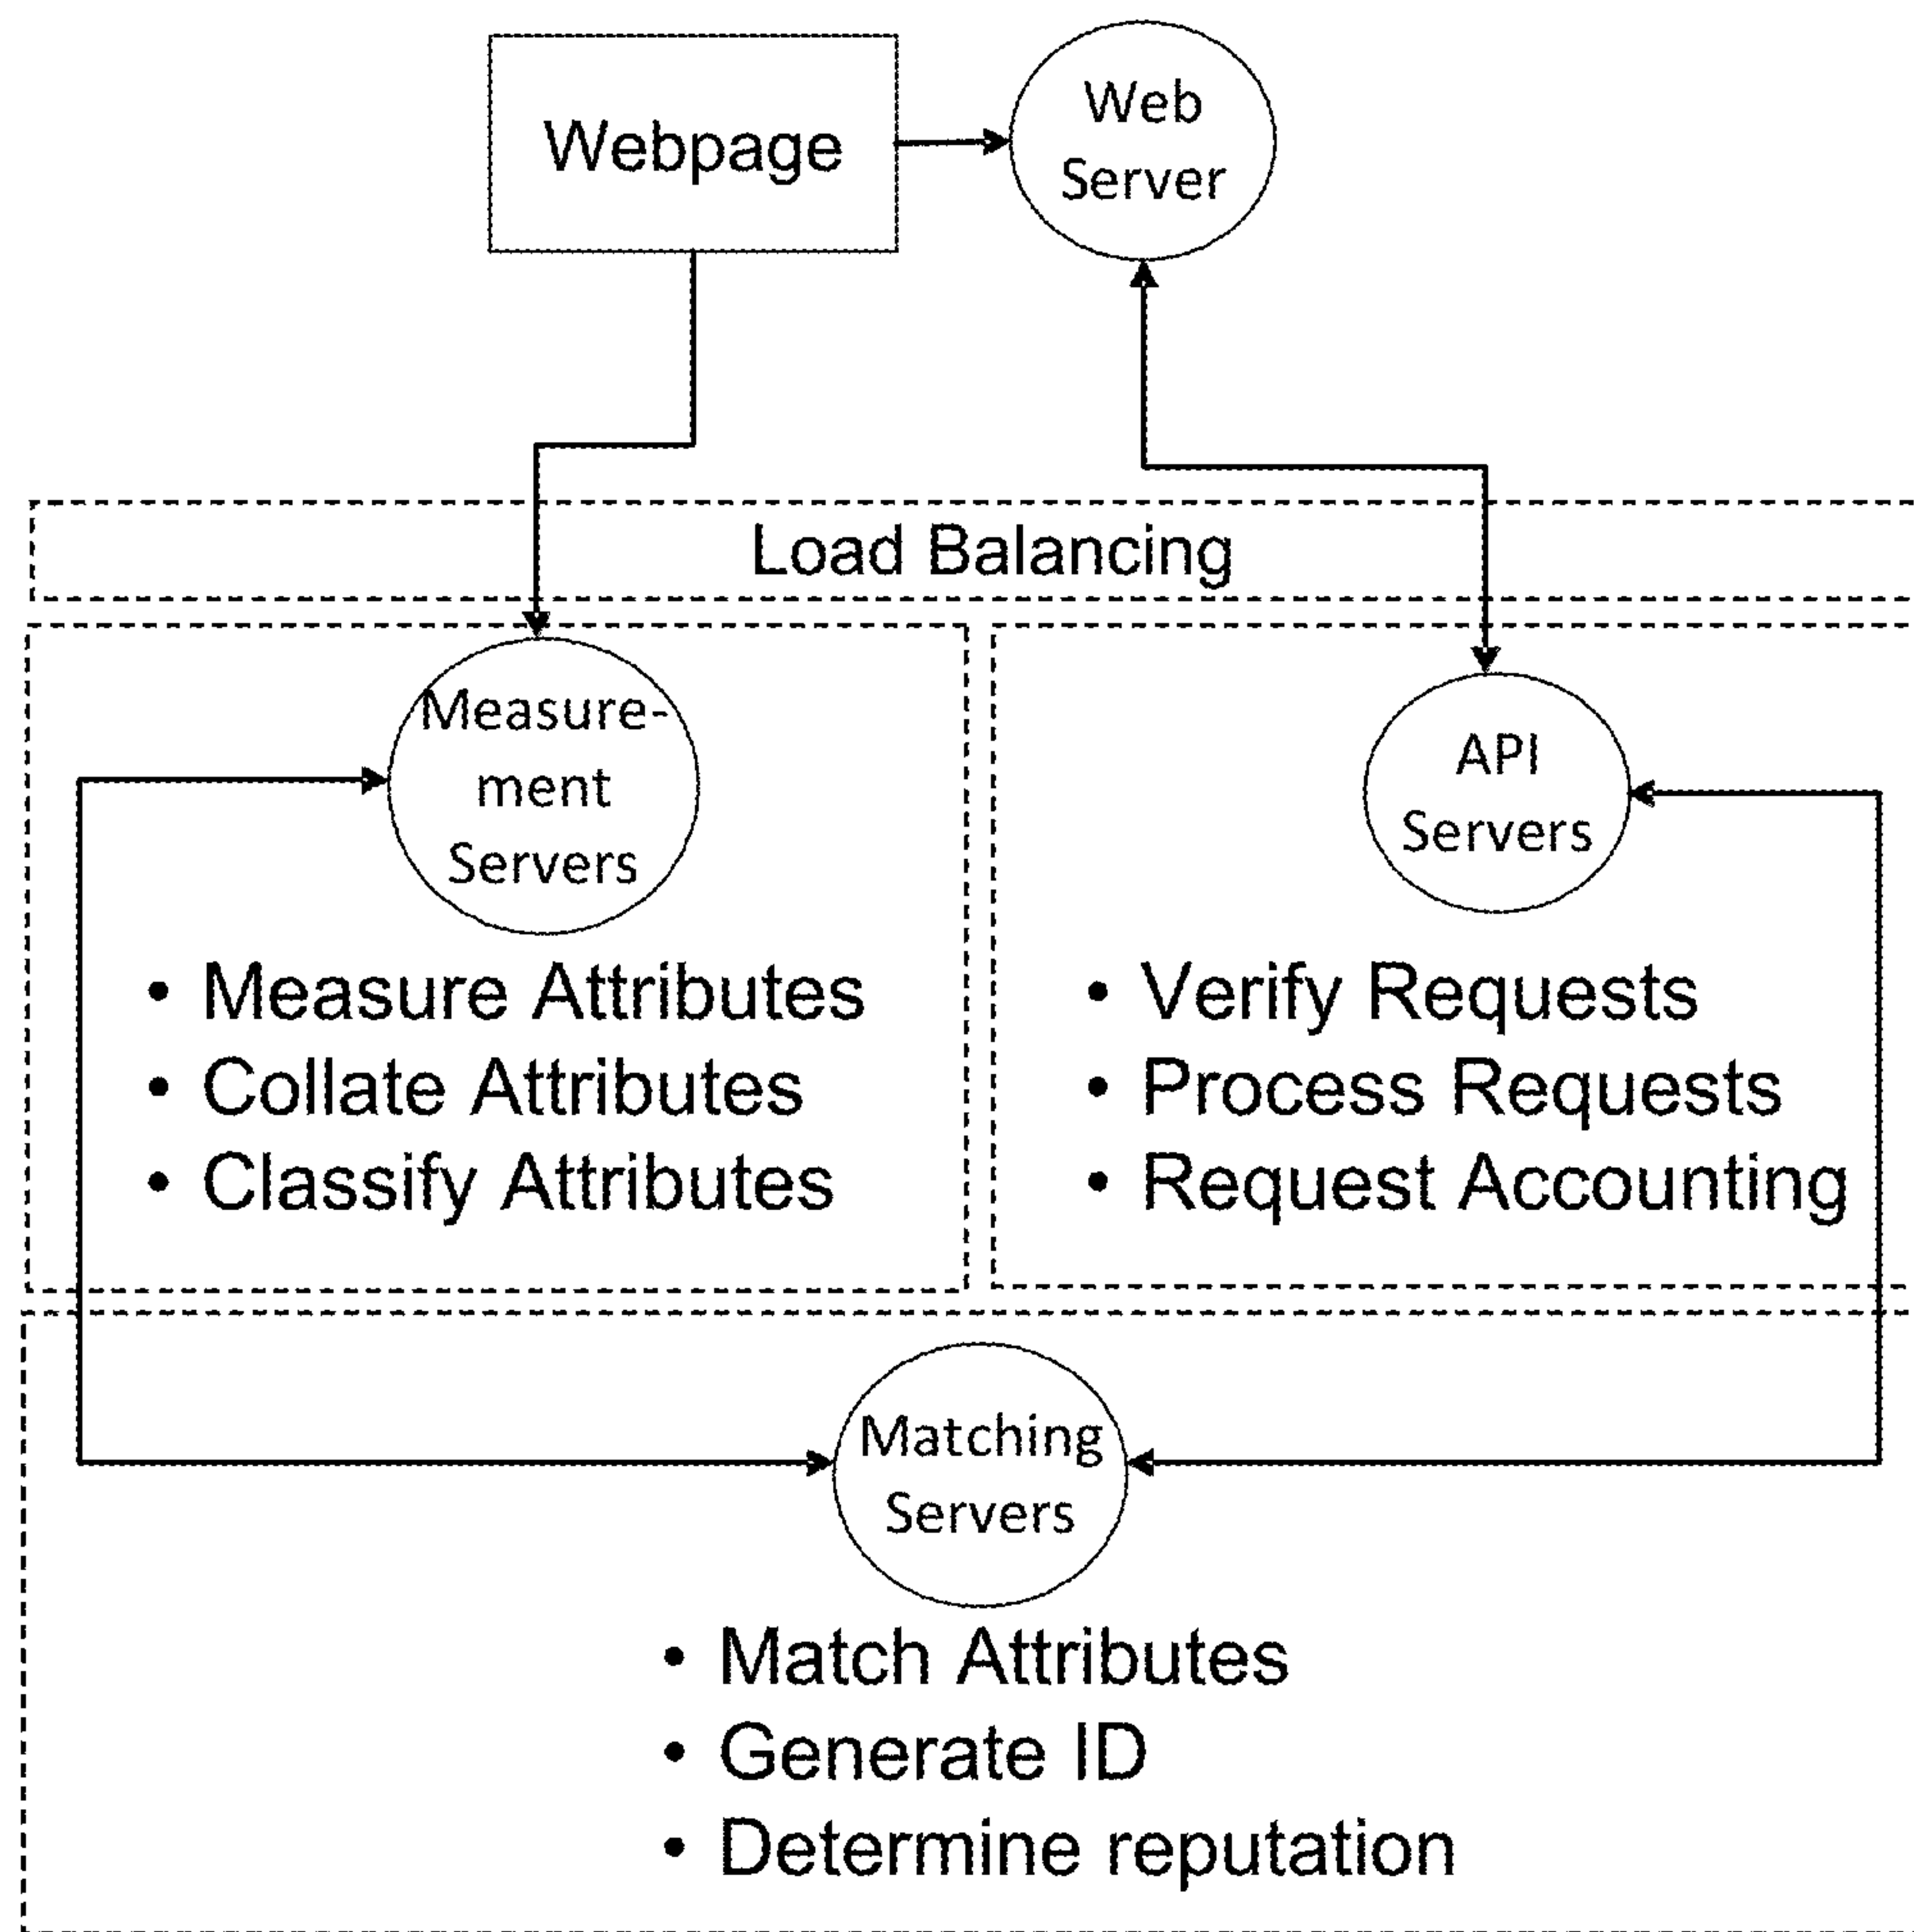 Webpage
Web
Server
Load Balancing
Measure-
ment
Servers
• Measure Attributes
• Collate Attributes
• Classify Attributes
API
Servers
• Verify Requests
• Process Requests
• Request Accounting
Matching
Servers
• Match Attributes
• Generate ID
• Determine reputation